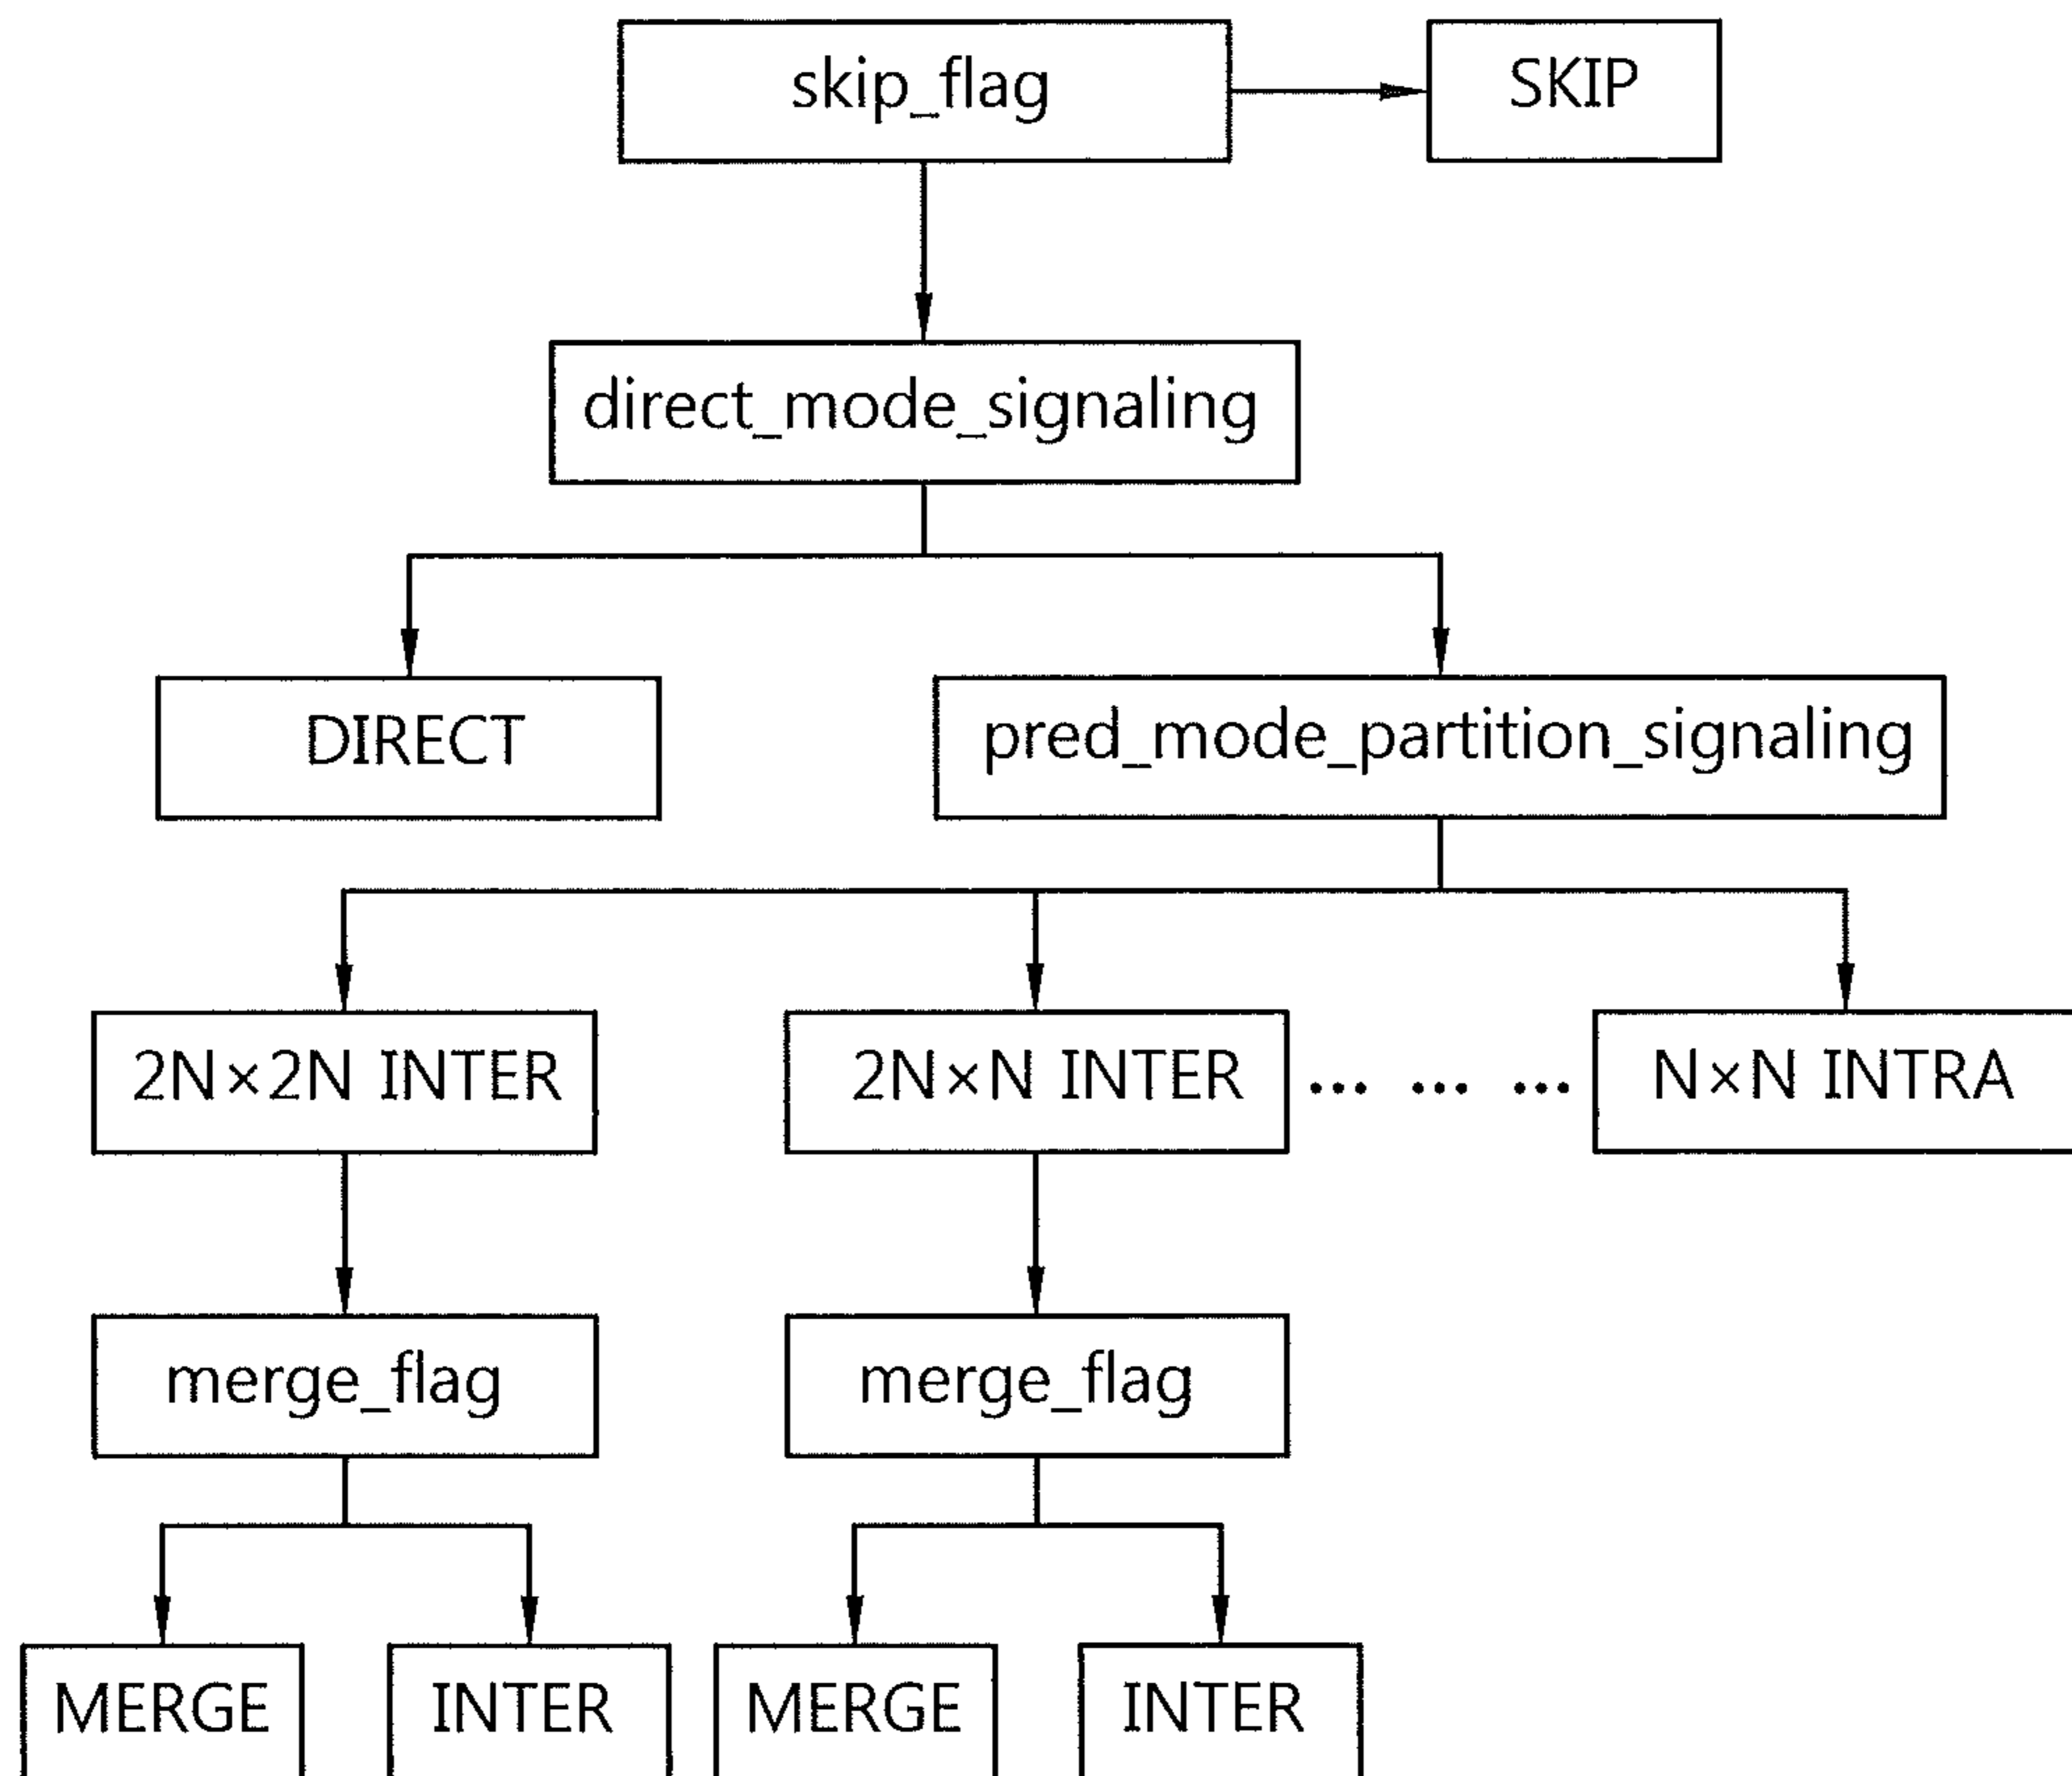 skip_flag
SKIP
direct_mode_signaling
DIRECT
pred_mode_partition_signaling
2N×2N INTER
2N×N INTER
... ... ...
N×N INTRA
merge_flag
merge_flag
MERGE
INTER
MERGE
INTER